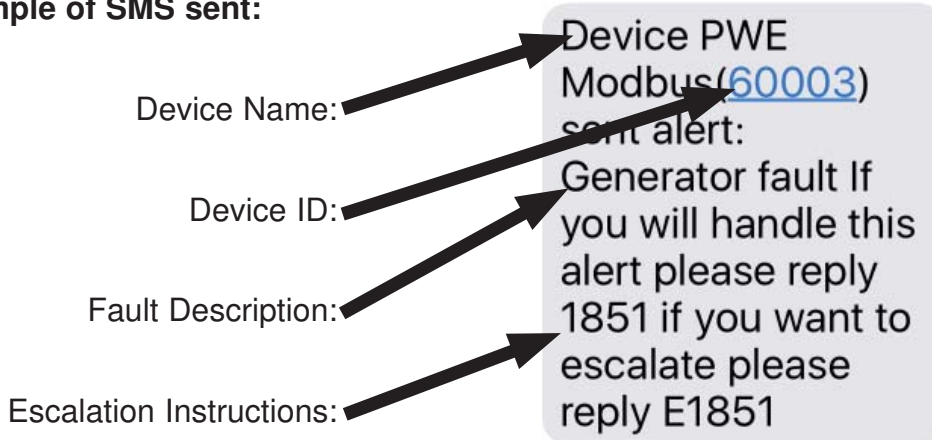 mple of SMS sent:
Device Name:
Device ID:
Fault Description:
Escalation Instructions:
Device PWE
Modbus(60003)
sent alert:
Generator fault If
you will handle this
alert please reply
1851 if you want to
escalate please
reply E1851